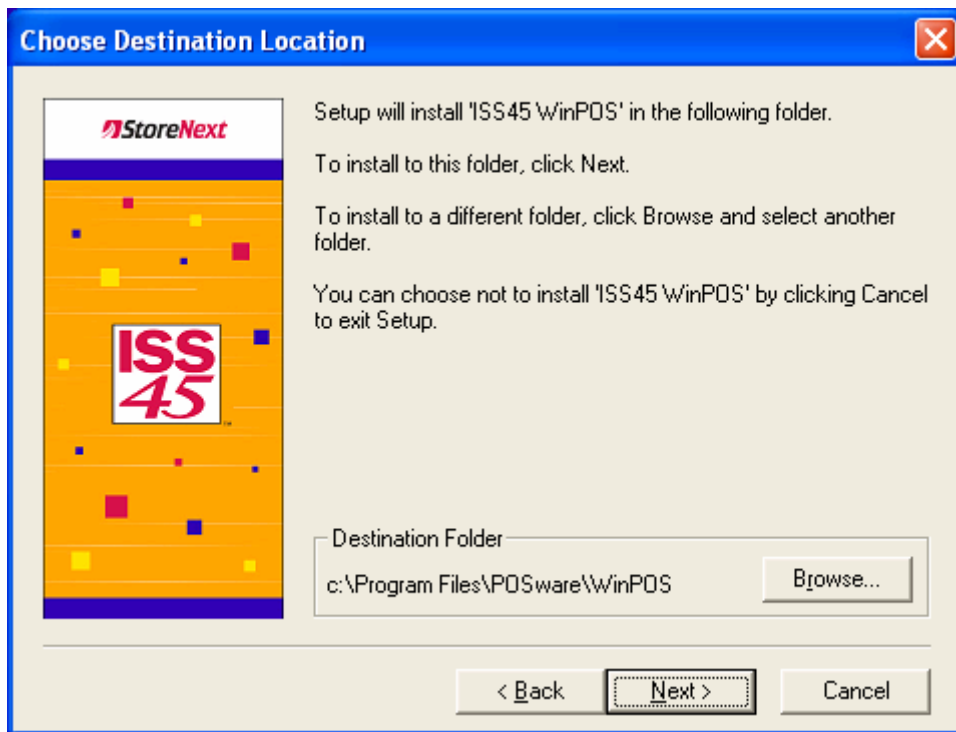 Choose Destination Location
StoreNext
Setup will install 'ISS45 WinPOS' in the following folder.
To install to this folder, click Next.
To install to a different folder, click Browse and select another
folder.
You can choose not to install 'ISS45 WinPOS' by clicking Cancel
to exit Setup.
ISS
45
™
Destination Folder
c:\Program Files\POSware\WinPOS
Browse...
< Back
Next >
Cancel